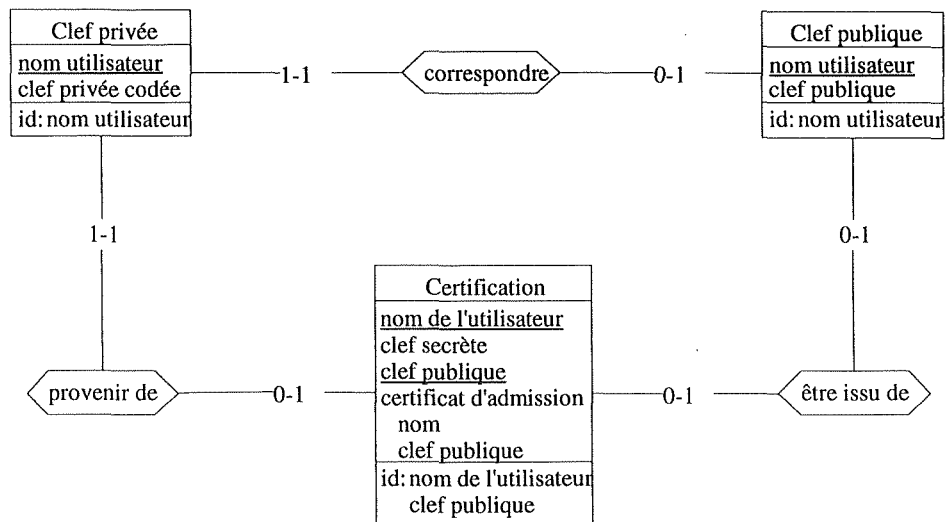 Clef privée
nom utilisateur
clef privée codée
id: nom utilisateur
1-1
correspondre
0-1
Clef publique
nom utilisateur
clef publique
id: nom utilisateur
1-1
0-1
Certification
nom de l'utilisateur
clef secrète
clef publique
certificat d'admission
nom
clef publique
id: nom de l'utilisateur
clef publique
provenir de
0-1
0-1
être issu de